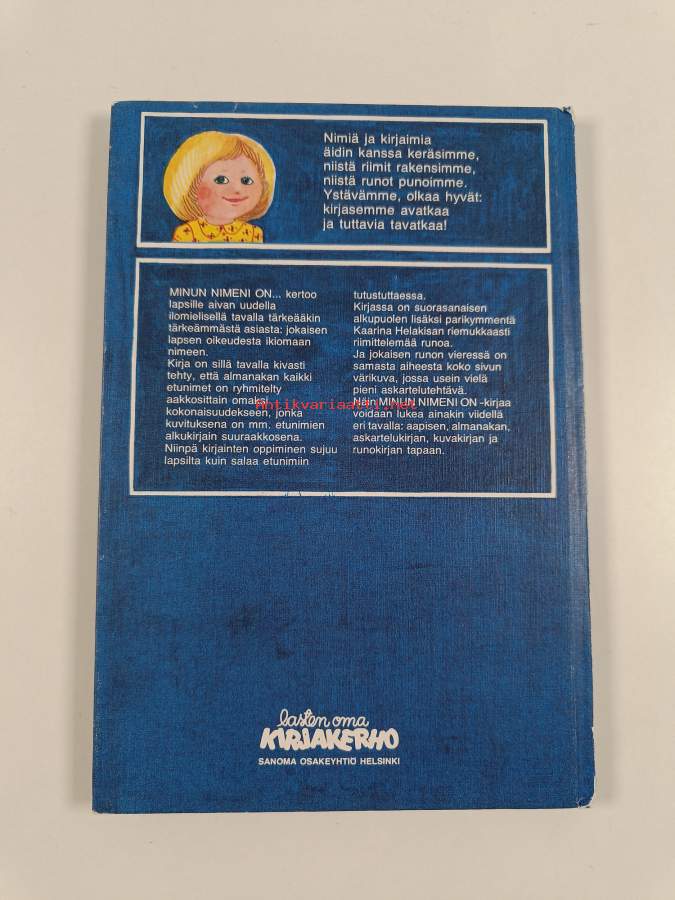 Nimiä ja kirjaimia
äidin kanssa keräsimme,
niistä riimit rakensimme,
niistä runot punoimme.
Ystävämme, olkaa hyvät:
kirjasemme avatkaa
ja tuttavia tavatkaa!
MINUN NIMENI ON... kertoo
lapsille aivan uudella
ilomielisellä tavalla tärkeääkin
tärkeämmästä asiasta: jokaisen
lapsen oikeudesta ikiomaan
nimeen.
Kirja on sillä tavalla kivasti
tehty, että almanakan kaikki
etunimet on ryhmitelty
aakkosittain omaksi
kokonaisuudekseen, jonka
kuvituksena on mm. etunimien
alkukirjain suuraakkosena.
Niinpä kirjainten oppiminen sujuu
lapsilta kuin salaa etunimiin
tutustuttaessa.
Kirjassa on suorasanaisen
alkupuolen lisäksi parikymmentä
Kaarina Helakisan riemukkaasti
riimittelemää runoa.
Ja jokaisen runon vieressä on
samasta aiheesta koko sivun
värikuva, jossa usein vielä
pieni askartelutehtävä.
Näin MINUN NIMENI ON -kirjaa
voidaan lukea ainakin viidellä
eri tavalla: aapisen, almanakan,
askartelukirjan, kuvakirjan ja
runokirjan tapaan.
Antikvariaatti.net
lasten oma
KIRJAKERHO
SANOMA OSAKEYHTIÖ HELSINKI